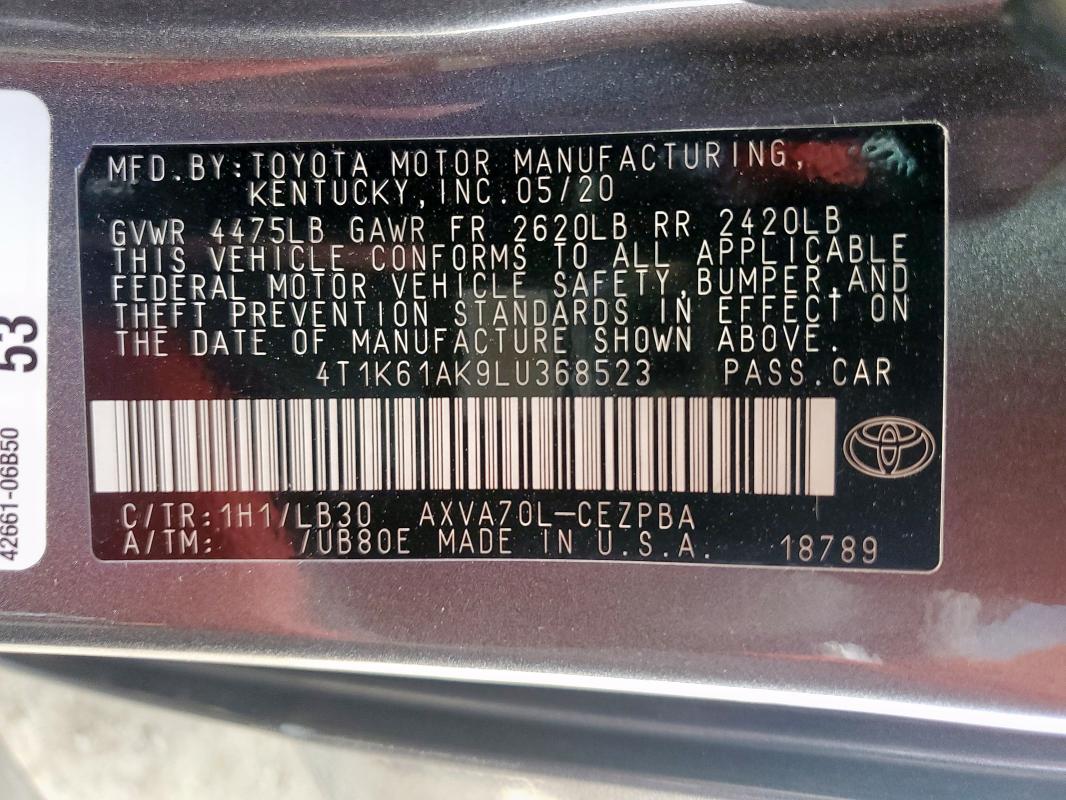 MFD.BY:TOYOTA MOTOR MANUFACTURING,
KENTUCKY,INC.05/20
GVWR 4475LB GAWR FR 2620LB RR 2420LB
THIS VEHICLE CONFORMS TO ALL APPLICABLE
FEDERAL MOTOR VEHICLE SAFETY,BUMPER,AND
THEFT PREVENTION STANDARDS IN EFFECT ON
THE DATE OF MANUFACTURE SHOWN ABOVE.
4T1K61AK9LU368523 PASS.CAR
C/TR:1H1/LB30 AXVA70L-CEZPBA
A/TM: /UB80E MADE IN U.S.A. 18789
53
42661-06B50